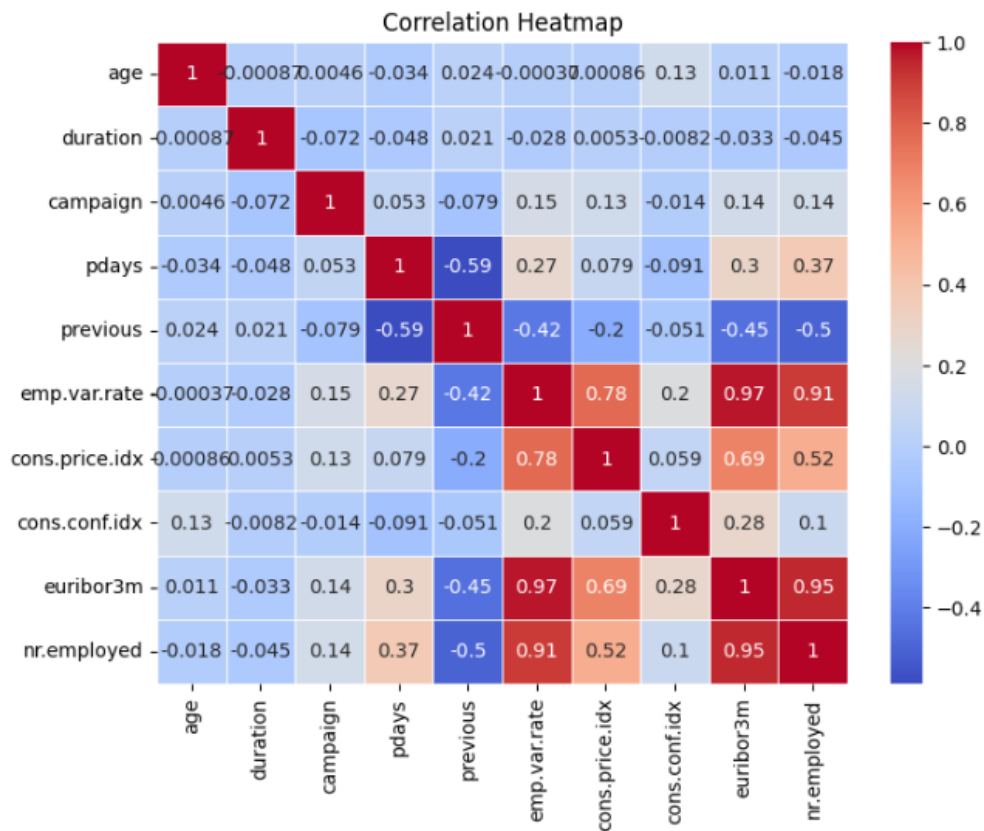 Correlation Heatmap
age 1 -0.00087 0.0046 -0.034 0.024 -0.00037 0.00086 0.13 0.011 -0.018
duration -0.00087 1 -0.072 -0.048 0.021 -0.028 0.0053 -0.0082 -0.033 -0.045
campaign 0.0046 -0.072 1 0.053 -0.079 0.15 0.13 -0.014 0.14 0.14
pdays -0.034 -0.048 0.053 1 -0.59 0.27 0.079 -0.091 0.3 0.37
previous 0.024 0.021 -0.079 -0.59 1 -0.42 -0.2 -0.051 -0.45 -0.5
emp.var.rate -0.00037 -0.028 0.15 0.27 -0.42 1 0.78 0.2 0.97 0.91
cons.price.idx 0.00086 0.0053 0.13 0.079 -0.2 0.78 1 0.059 0.69 0.52
cons.conf.idx 0.13 -0.0082 -0.014 -0.091 -0.051 0.2 0.059 1 0.28 0.1
euribor3m 0.011 -0.033 0.14 0.3 -0.45 0.97 0.69 0.28 1 0.95
nr.employed -0.018 -0.045 0.14 0.37 -0.5 0.91 0.52 0.1 0.95 1
age duration campaign pdays previous emp.var.rate cons.price.idx cons.conf.idx euribor3m nr.employed
1.0
0.8
0.6
0.4
0.2
0.0
−0.2
−0.4